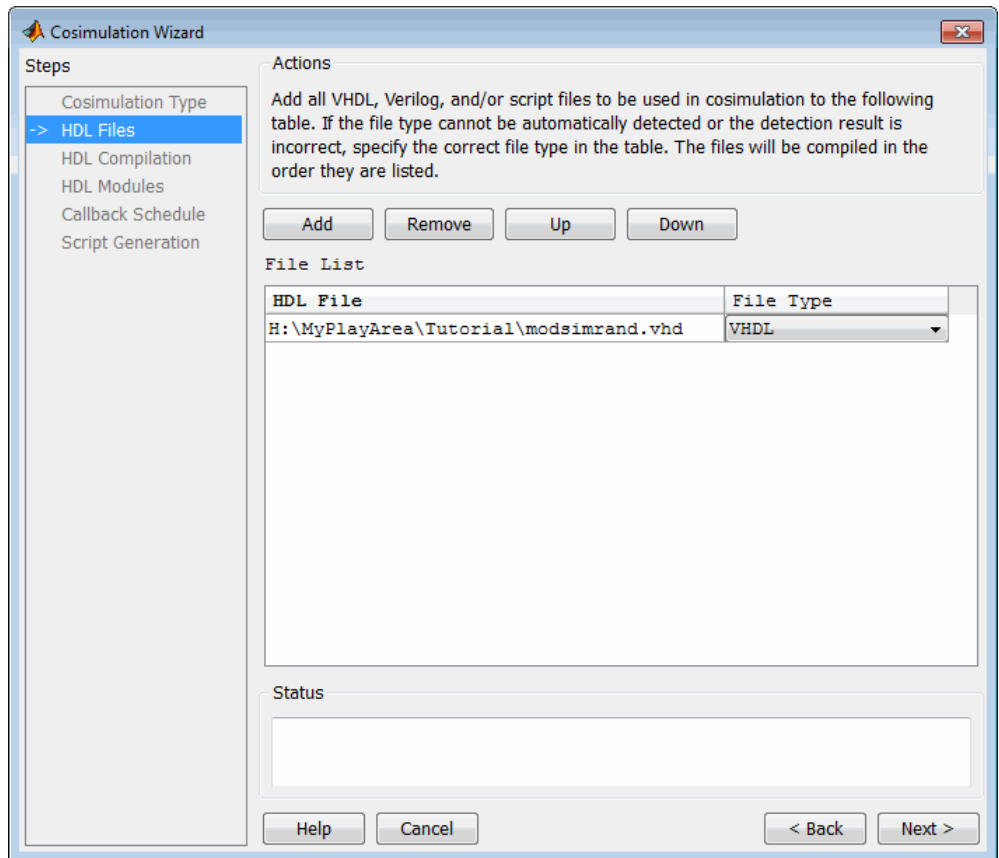 Cosimulation Wizard
Steps
Cosimulation Type
-> HDL Files
HDL Compilation
HDL Modules
Callback Schedule
Script Generation
Actions
Add all VHDL, Verilog, and/or script files to be used in cosimulation to the following
table. If the file type cannot be automatically detected or the detection result is
incorrect, specify the correct file type in the table. The files will be compiled in the
order they are listed.
Add Remove Up Down
File List
HDL File File Type
H:\MyPlayArea\Tutorial\modsimrand.vhd VHDL
Status
Help Cancel < Back Next >